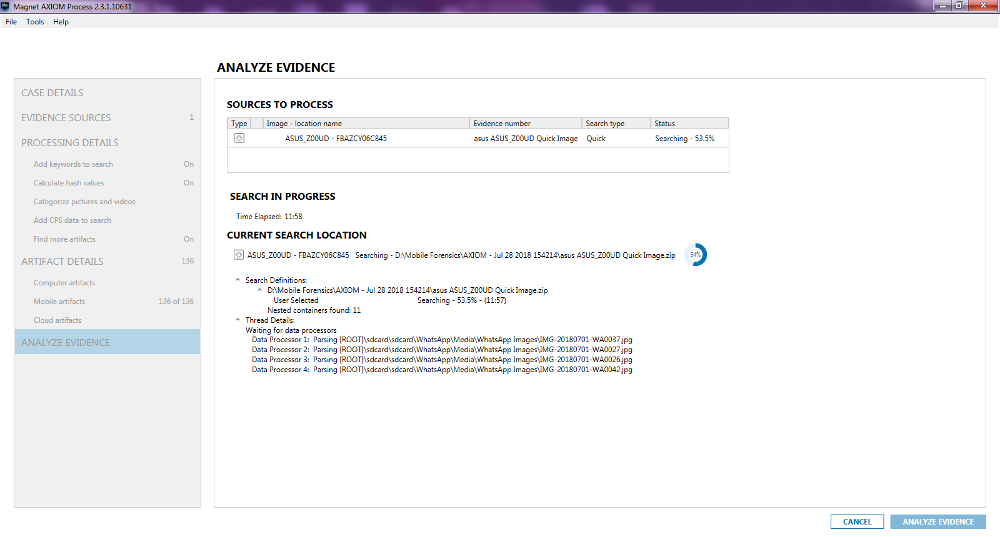 PR Magnet AXIOM Process 2.3.1.10631
File Tools Help
ANALYZE EVIDENCE
CASE DETAILS
EVIDENCE SOURCES 1
PROCESSING DETAILS
Add keywords to search On
Calculate hash values On
Categorize pictures and videos
Add CPS data to search
Find more artifacts On
ARTIFACT DETAILS 136
Computer artifacts
Mobile artifacts 136 of 136
Cloud artifacts
ANALYZE EVIDENCE
SOURCES TO PROCESS
Type Image - location name Evidence number Search type Status
ASUS_Z00UD - FBAZCY06C845 asus ASUS_Z00UD Quick Image Quick Searching - 53.5%
SEARCH IN PROGRESS
Time Elapsed: 11:58
CURRENT SEARCH LOCATION
ASUS_Z00UD - FBAZCY06C845 Searching - D:\Mobile Forensics\AXIOM - Jul 28 2018 154214\asus ASUS_Z00UD Quick Image.zip 54%
Search Definitions:
D:\Mobile Forensics\AXIOM - Jul 28 2018 154214\asus ASUS_Z00UD Quick Image.zip
User Selected Searching - 53.5% - (11:57)
Nested containers found: 11
Thread Details:
Waiting for data processors
Data Processor 1: Parsing [ROOT]\sdcard\sdcard\WhatsApp\Media\WhatsApp Images\IMG-20180701-WA0037.jpg
Data Processor 2: Parsing [ROOT]\sdcard\sdcard\WhatsApp\Media\WhatsApp Images\IMG-20180701-WA0027.jpg
Data Processor 3: Parsing [ROOT]\sdcard\sdcard\WhatsApp\Media\WhatsApp Images\IMG-20180701-WA0026.jpg
Data Processor 4: Parsing [ROOT]\sdcard\sdcard\WhatsApp\Media\WhatsApp Images\IMG-20180701-WA0042.jpg
CANCEL ANALYZE EVIDENCE